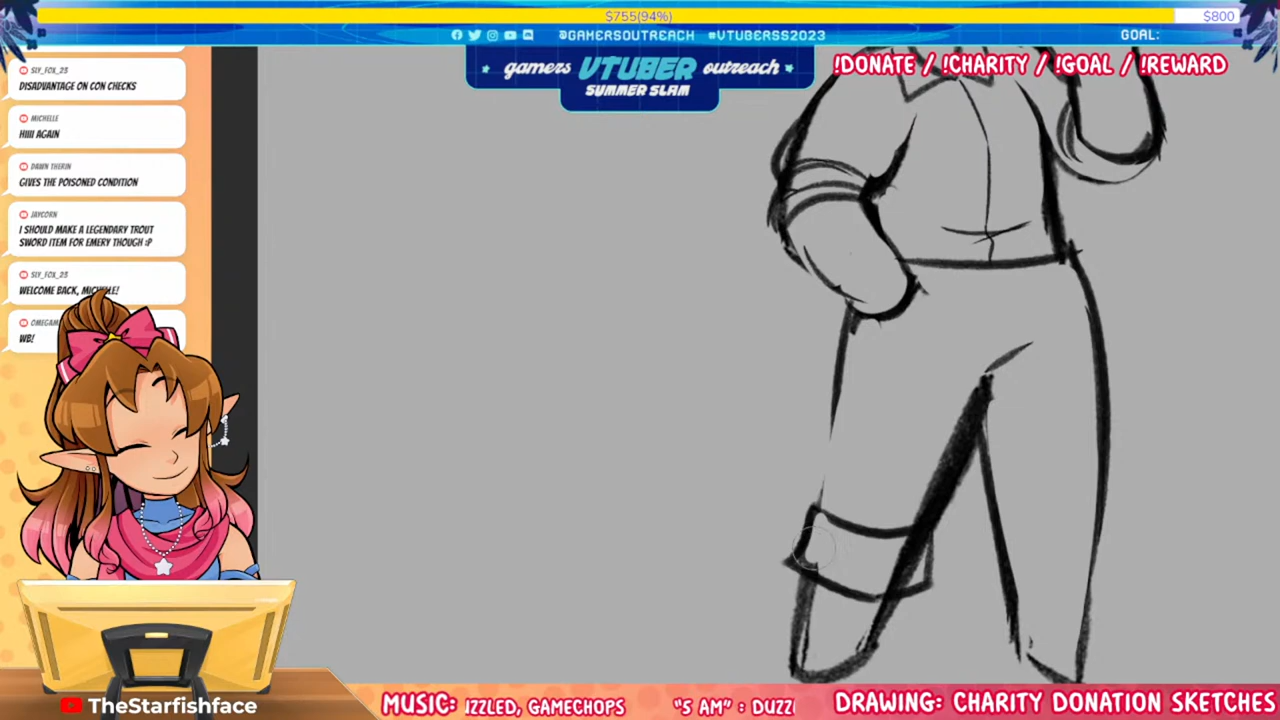 $755(94%)
$800
@GAMERSOUTREACH #VTUBERSS2023
GOAL:
gamers VTUBER outreach
SUMMER SLAM
!DONATE / !CHARITY / !GOAL / !REWARD
SLY_FOX_23
DISADVANTAGE ON CON CHECKS
MICHELLE
HIIII AGAIN
DAWN THERIN
GIVES THE POISONED CONDITION
JAYCORN
I SHOULD MAKE A LEGENDARY TROUT
SWORD ITEM FOR EMERY THOUGH :P
SLY_FOX_23
WELCOME BACK, MICHELLE!
WB!
TheStarfishface
MUSIC: IZZLED, GAMECHOPS "5 AM" : DUZZ
DRAWING: CHARITY DONATION SKETCHES